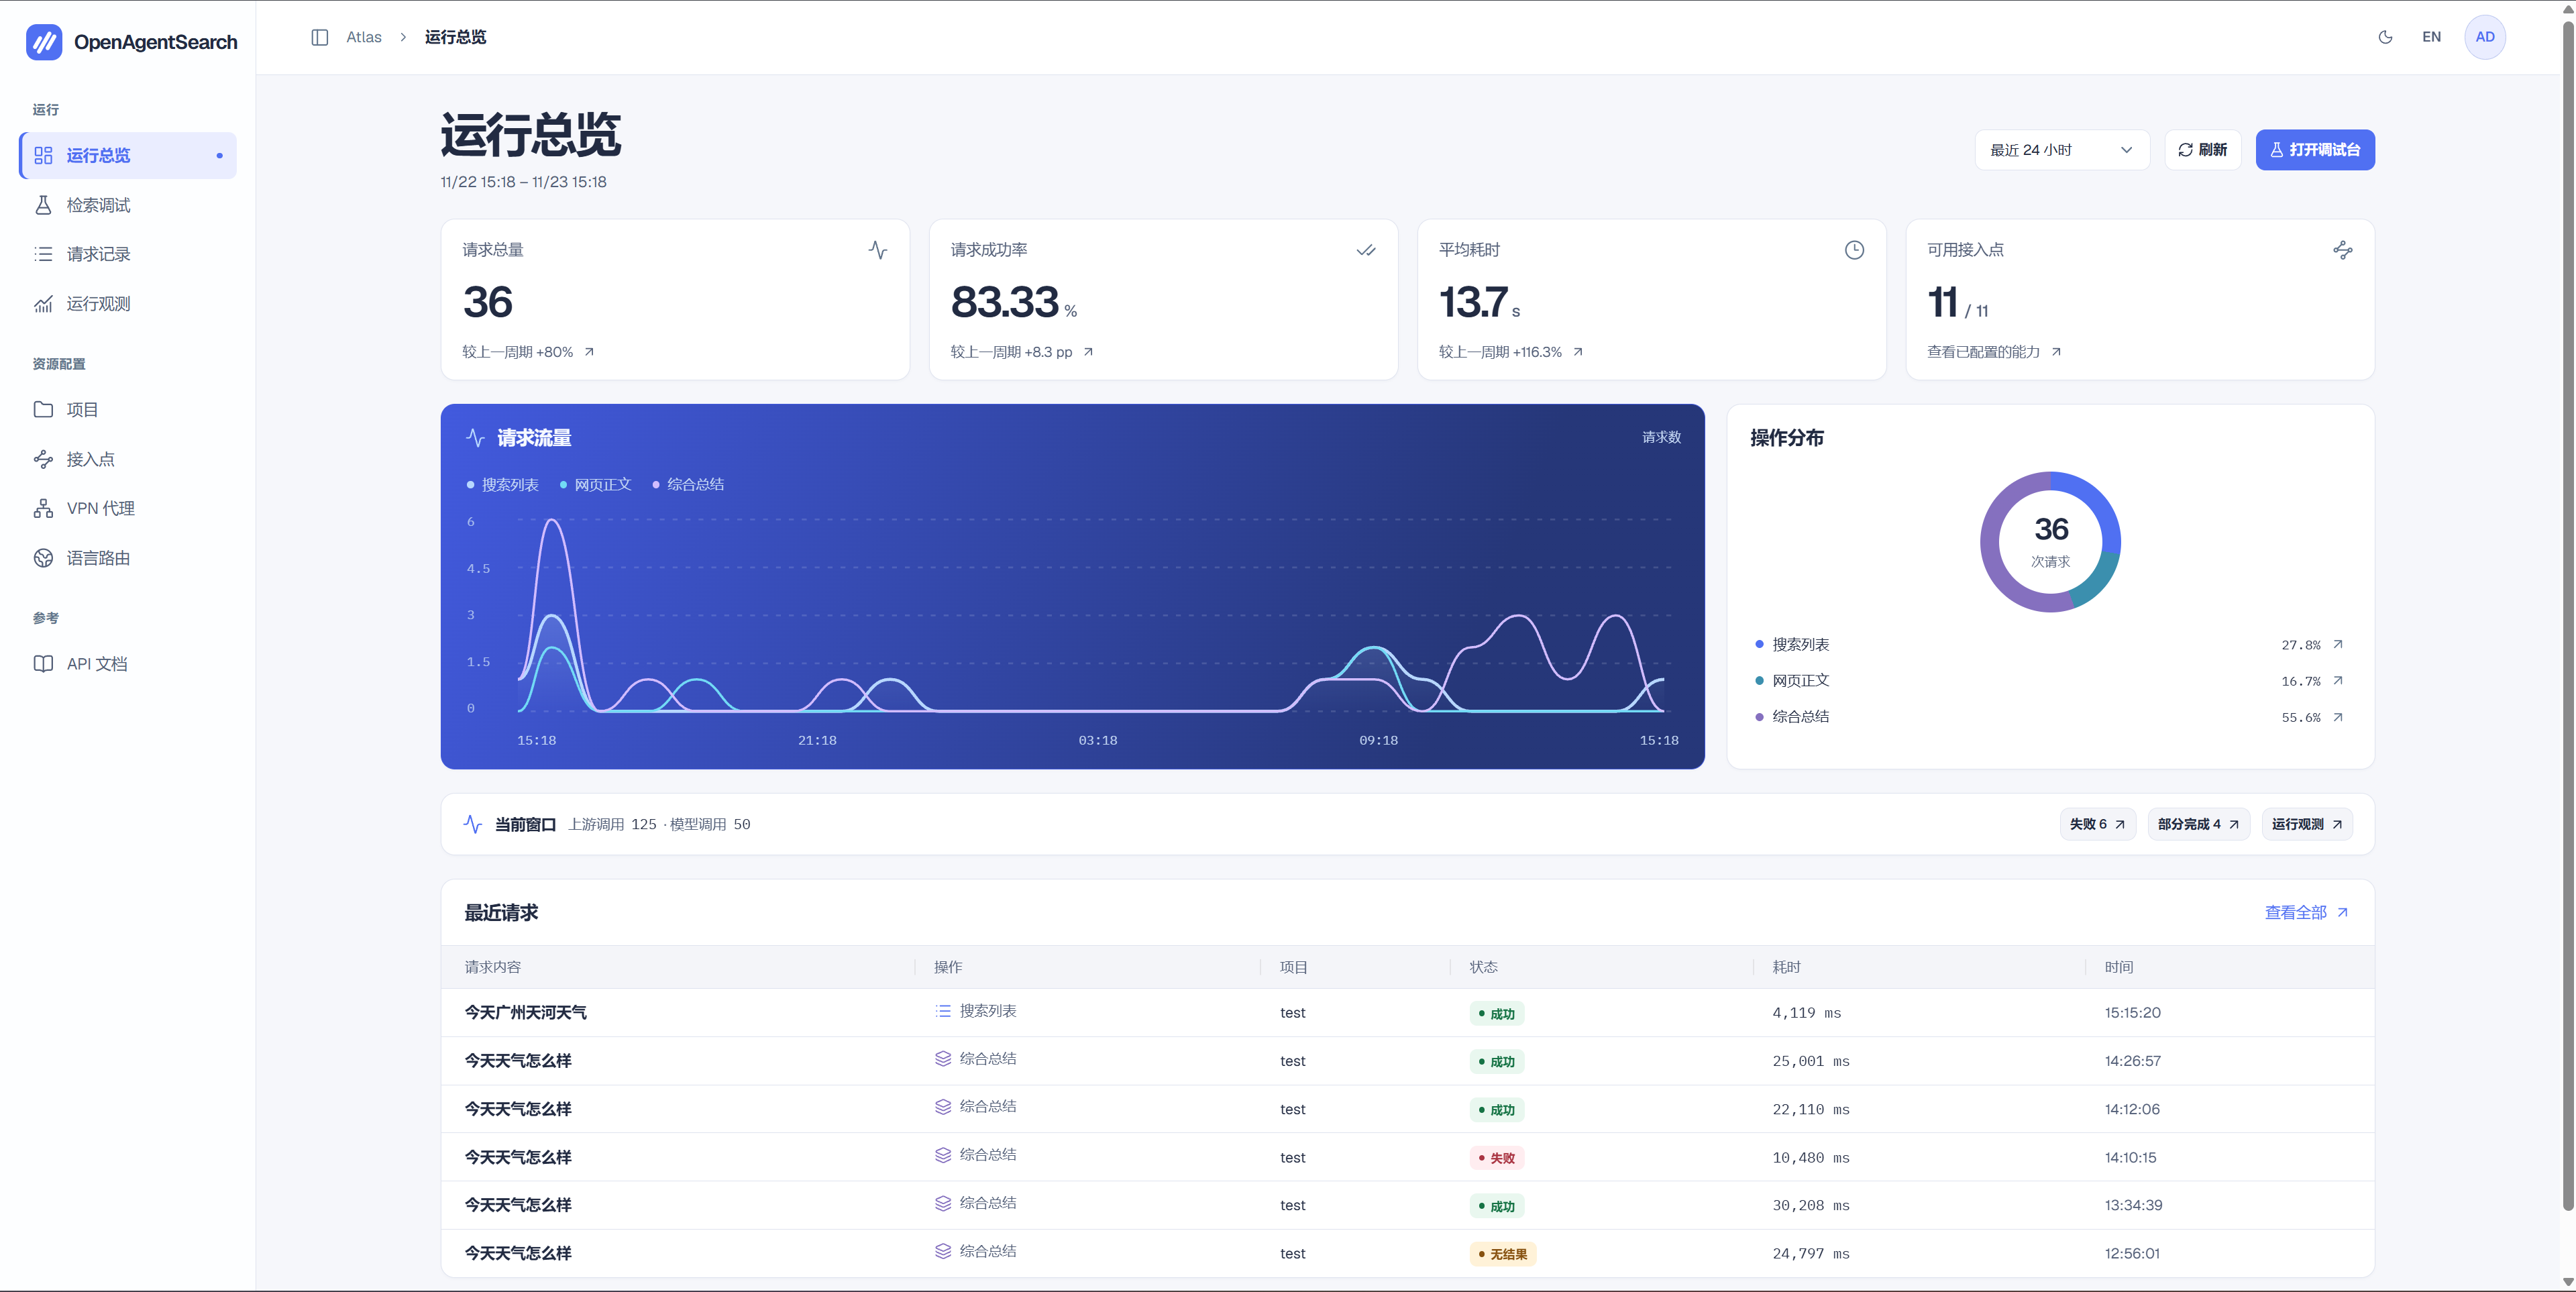 OpenAgentSearch
运行
运行总览
检索调试
请求记录
运行观测
资源配置
项目
接入点
VPN 代理
语言路由
参考
API 文档
Atlas > 运行总览
EN
AD
运行总览
11/22 15:18 – 11/23 15:18
最近 24 小时
刷新
打开调试台
请求总量
36
较上一周期 +80%
请求成功率
83.33 %
较上一周期 +8.3 pp
平均耗时
13.7 s
较上一周期 +116.3%
可用接入点
11 / 11
查看已配置的能力
请求流量
请求数
搜索列表 网页正文 综合总结
6
4.5
3
1.5
0
15:18 21:18 03:18 09:18 15:18
操作分布
36
次请求
搜索列表 27.8%
网页正文 16.7%
综合总结 55.6%
当前窗口 上游调用 125 · 模型调用 50
失败 6
部分完成 4
运行观测
最近请求
查看全部
请求内容 操作 项目 状态 耗时 时间
今天广州天河天气 搜索列表 test 成功 4,119 ms 15:15:20
今天天气怎么样 综合总结 test 成功 25,001 ms 14:26:57
今天天气怎么样 综合总结 test 成功 22,110 ms 14:12:06
今天天气怎么样 综合总结 test 失败 10,480 ms 14:10:15
今天天气怎么样 综合总结 test 成功 30,208 ms 13:34:39
今天天气怎么样 综合总结 test 无结果 24,797 ms 12:56:01